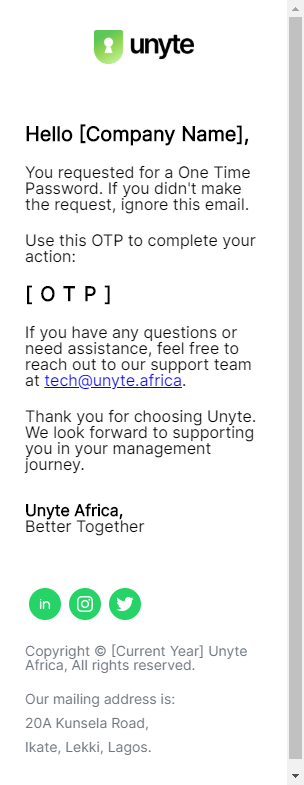 unyte
Hello [Company Name],
You requested for a One Time
Password. If you didn't make
the request, ignore this email.
Use this OTP to complete your
action:
[ O T P ]
If you have any questions or
need assistance, feel free to
reach out to our support team
at tech@unyte.africa.
Thank you for choosing Unyte.
We look forward to supporting
you in your management
journey.
Unyte Africa,
Better Together
in
Copyright © [Current Year] Unyte
Africa, All rights reserved.
Our mailing address is:
20A Kunsela Road,
Ikate, Lekki, Lagos.